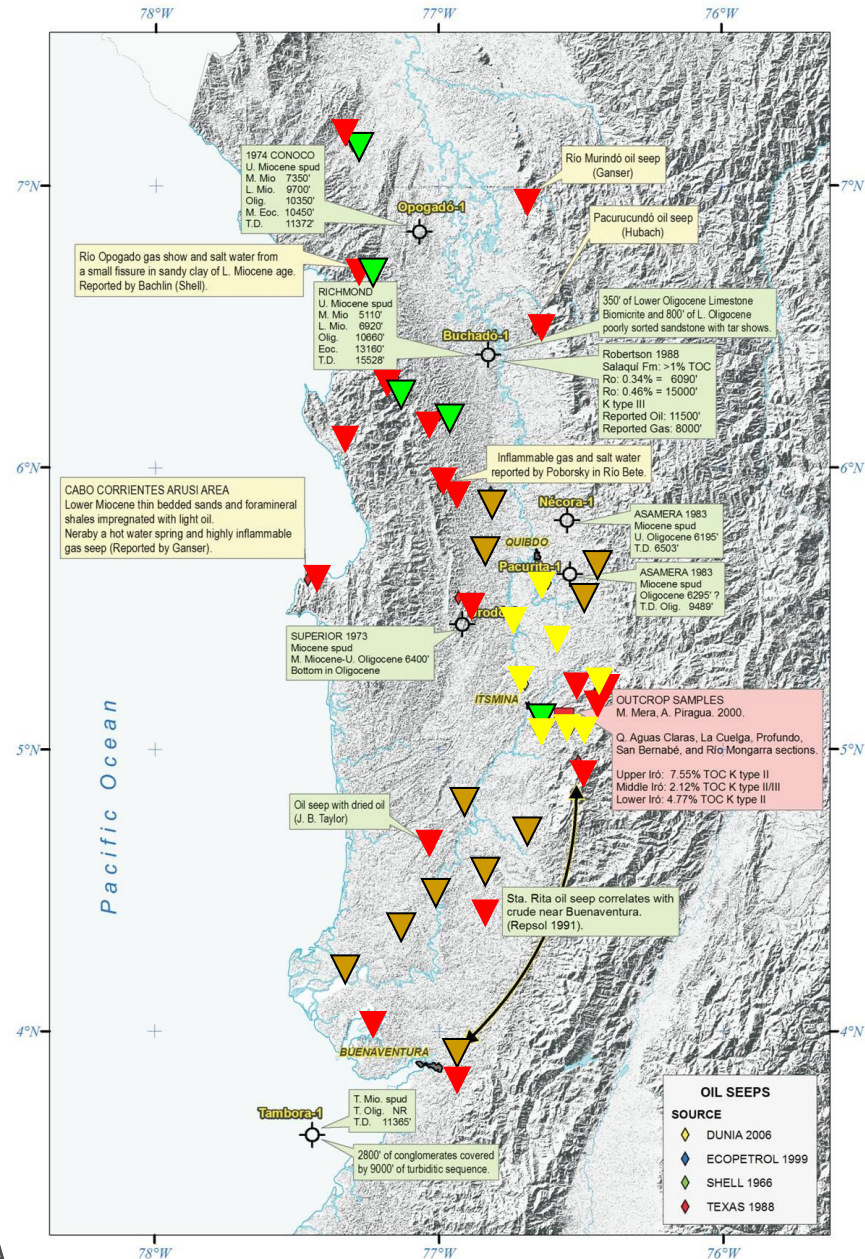 78°W 77°W 76°W
7°N
7°N
6°N
6°N
5°N
5°N
4°N
4°N
78°W 77°W 76°W
1974 CONOCO
U. Miocene spud
M. Mio 7350'
L. Mio. 9700'
Olig. 10350'
M. Eoc. 10450'
T.D. 11372'
Opogadó-1
Río Murindó oil seep
(Ganser)
Pacurucundó oil seep
(Hubach)
Río Opogado gas show and salt water from
a small fissure in sandy clay of L. Miocene age.
Reported by Bachlin (Shell).
RICHMOND
U. Miocene spud
M. Mio 5110'
L. Mio. 6920'
Olig. 10660'
Eoc. 13160'
T.D. 15528'
Buchadó-1
350' of Lower Oligocene Limestone
Biomicrite and 800' of L. Oligocene
poorly sorted sandstone with tar shows.
Robertson 1988
Salaquí Fm: >1% TOC
Ro: 0.34% = 6090'
Ro: 0.46% = 15000'
K type III
Reported Oil: 11500'
Reported Gas: 8000'
Inflammable gas and salt water
reported by Poborsky in Río Bete.
CABO CORRIENTES ARUSI AREA
Lower Miocene thin bedded sands and foramineral
shales impregnated with light oil.
Neraby a hot water spring and highly inflammable
gas seep (Reported by Ganser).
Nécora-1
ASAMERA 1983
Miocene spud
U. Oligocene 6195'
T.D. 6503'
QUIBDO
Pacurita-1
ASAMERA 1983
Miocene spud
Oligocene 6295' ?
T.D. Olig. 9489'
SUPERIOR 1973
Miocene spud
M. Miocene-U. Oligocene 6400'
Bottom in Oligocene
ITSMINA
OUTCROP SAMPLES
M. Mera, A. Piragua. 2000.
Q. Aguas Claras, La Cuelga, Profundo,
San Bernabé, and Río Mongarra sections.
Upper Iró: 7.55% TOC K type II
Middle Iró: 2.12% TOC K type II/III
Lower Iró: 4.77% TOC K type II
Pacific Ocean
Oil seep with dried oil
(J. B. Taylor)
Sta. Rita oil seep correlates with
crude near Buenaventura.
(Repsol 1991).
BUENAVENTURA
Tambora-1
T. Mio. spud
T. Olig. NR
T.D. 11365'
2800' of conglomerates covered
by 9000' of turbiditic sequence.
OIL SEEPS
SOURCE
DUNIA 2006
ECOPETROL 1999
SHELL 1966
TEXAS 1988